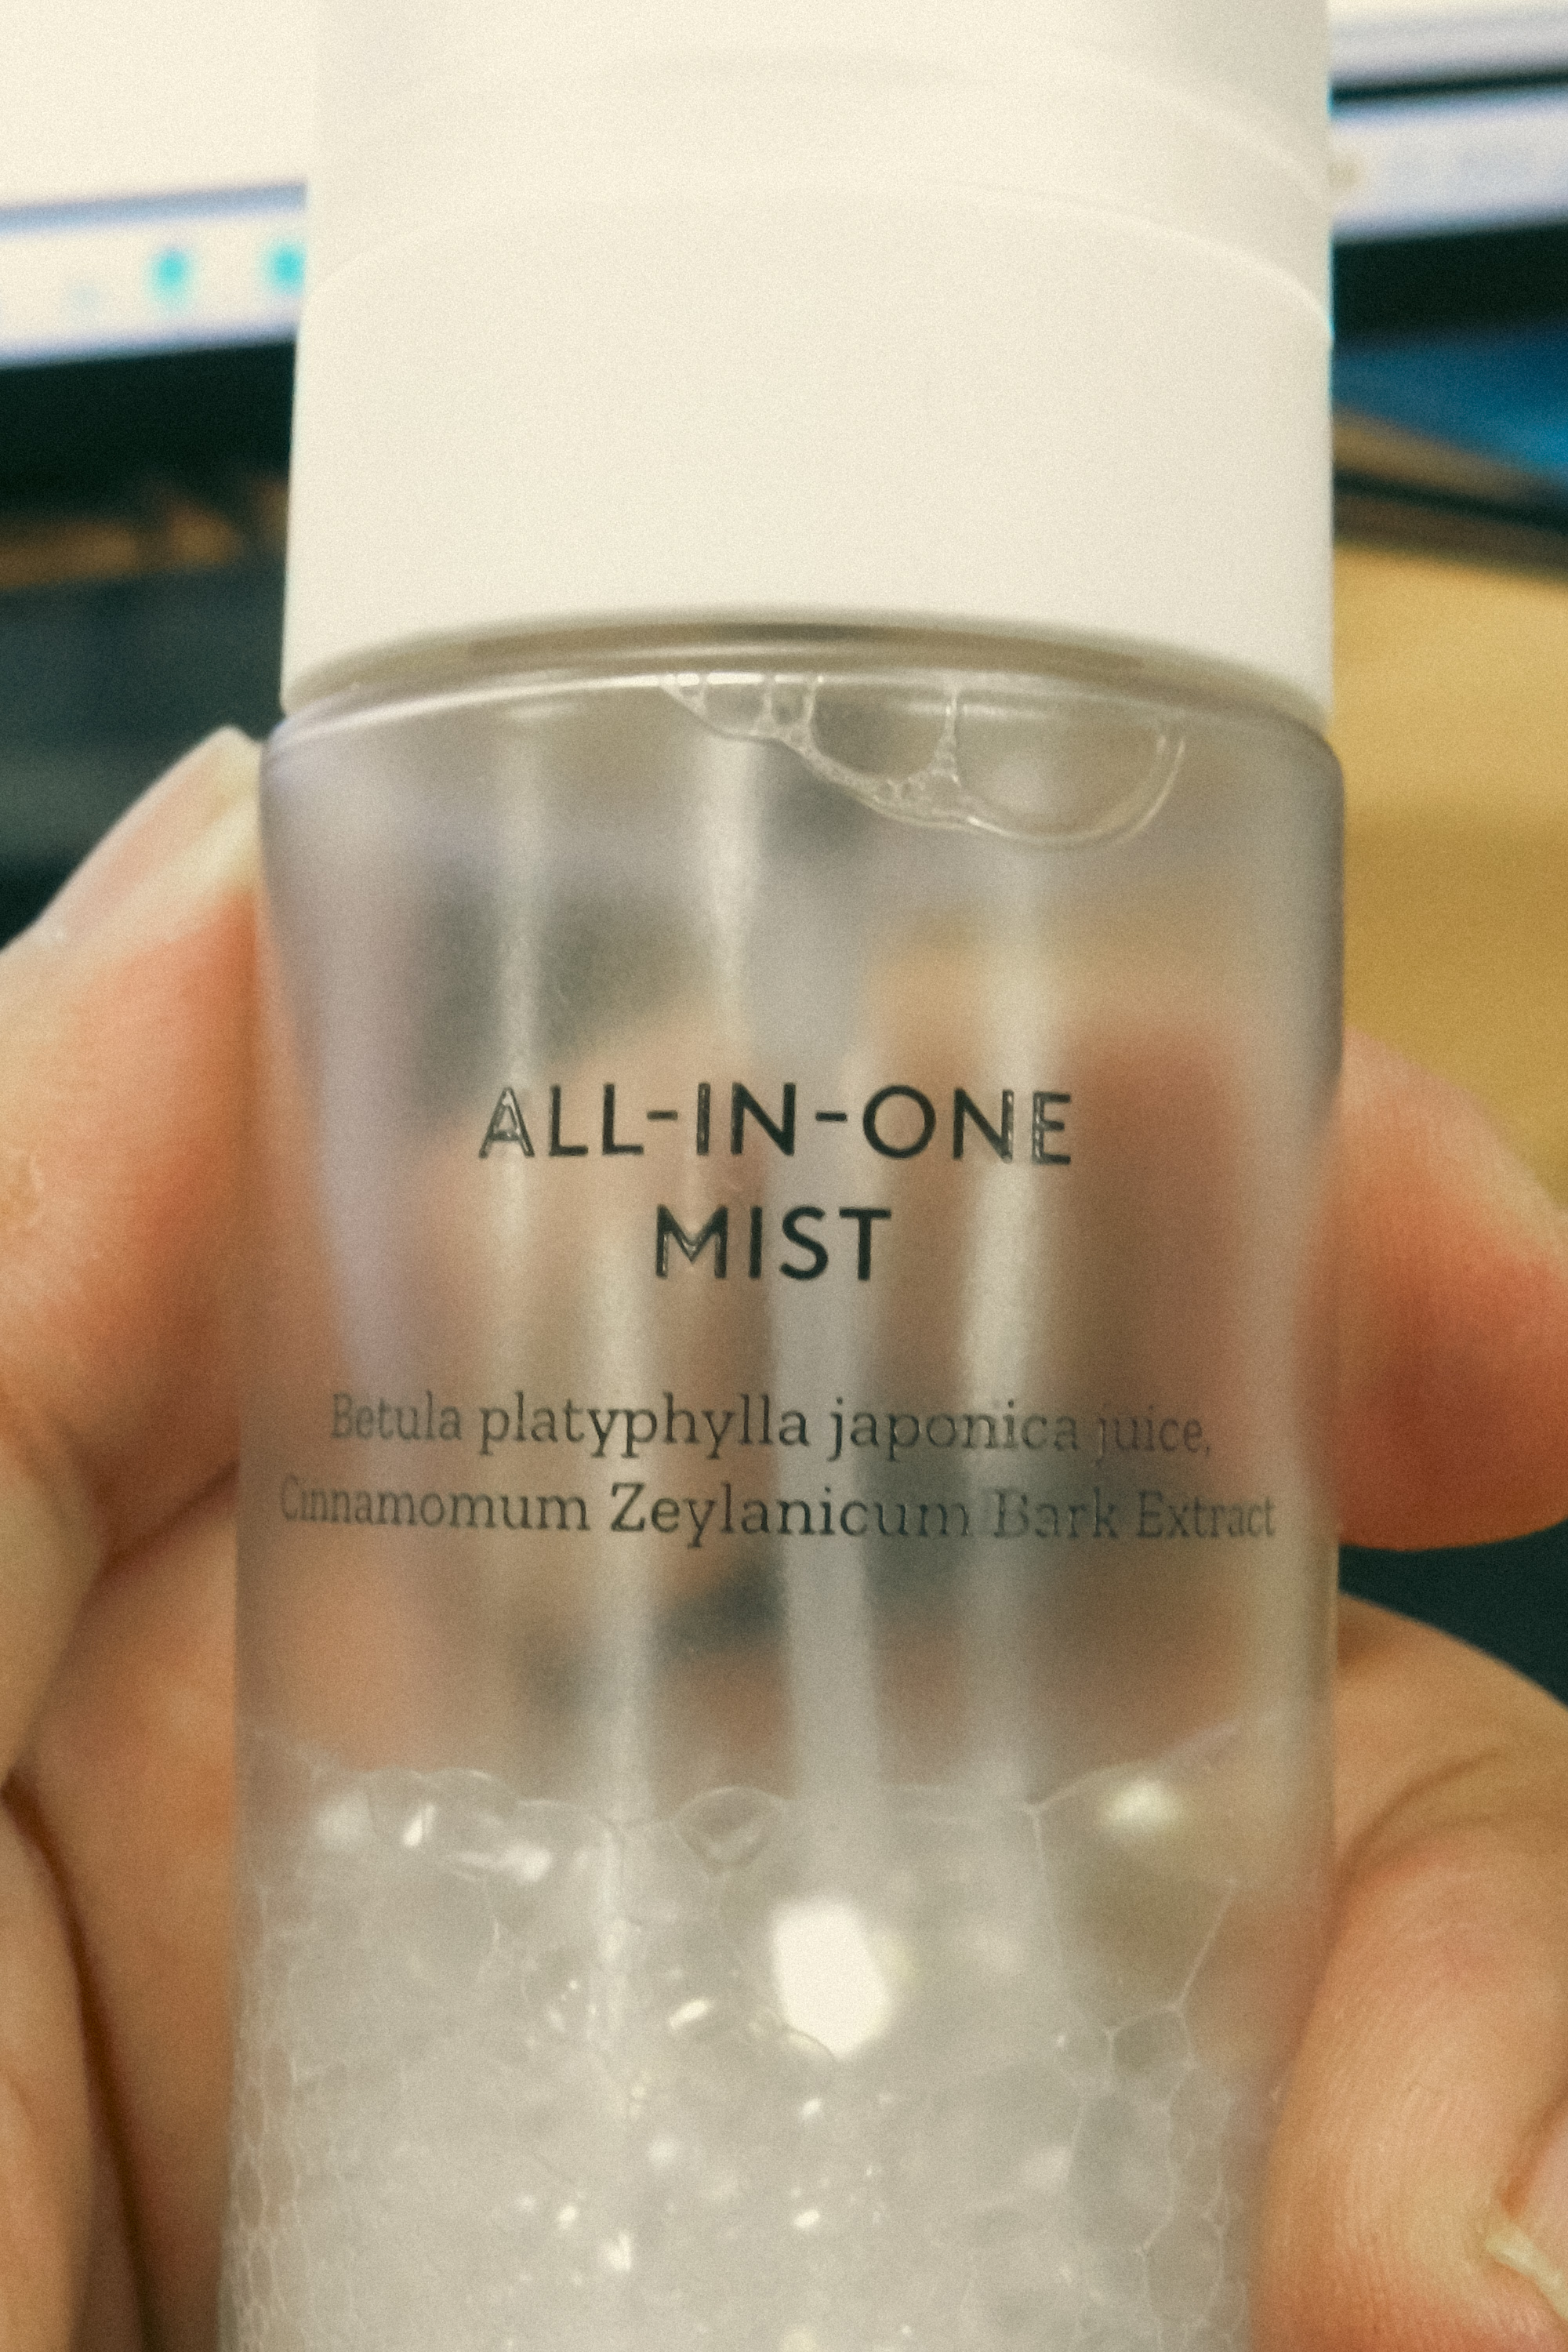 ALL-IN-ONE
MIST
Betula platyphylla japonica juice,
Cinnamomum Zeylanicum Bark Extract